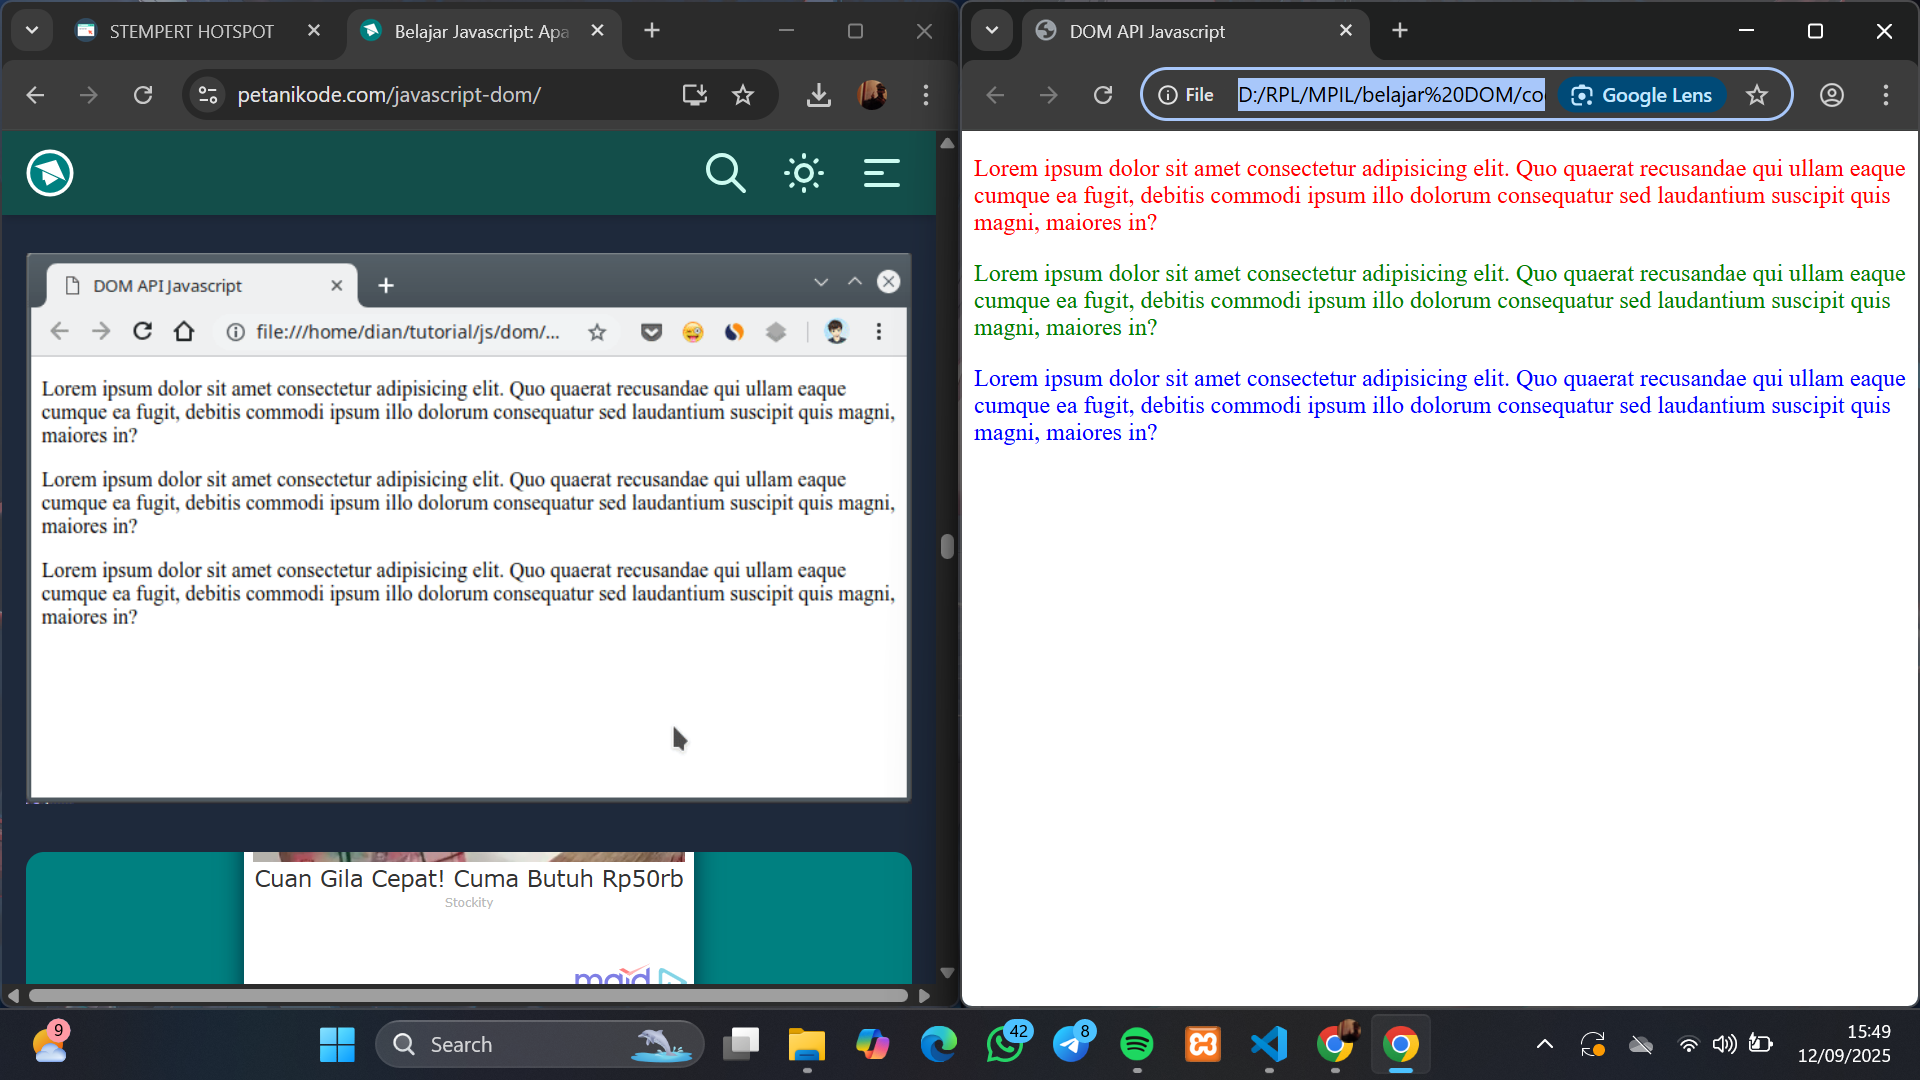 STEMPERT HOTSPOT
Belajar Javascript: Apa
petanikode.com/javascript-dom/
DOM API Javascript
file:///home/dian/tutorial/js/dom/...
Lorem ipsum dolor sit amet consectetur adipisicing elit. Quo quaerat recusandae qui ullam eaque
cumque ea fugit, debitis commodi ipsum illo dolorum consequatur sed laudantium suscipit quis magni,
maiores in?
Lorem ipsum dolor sit amet consectetur adipisicing elit. Quo quaerat recusandae qui ullam eaque
cumque ea fugit, debitis commodi ipsum illo dolorum consequatur sed laudantium suscipit quis magni,
maiores in?
Lorem ipsum dolor sit amet consectetur adipisicing elit. Quo quaerat recusandae qui ullam eaque
cumque ea fugit, debitis commodi ipsum illo dolorum consequatur sed laudantium suscipit quis magni,
maiores in?
Cuan Gila Cepat! Cuma Butuh Rp50rb
Stockity
DOM API Javascript
File D:/RPL/MPIL/belajar%20DOM/co Google Lens
Lorem ipsum dolor sit amet consectetur adipisicing elit. Quo quaerat recusandae qui ullam eaque
cumque ea fugit, debitis commodi ipsum illo dolorum consequatur sed laudantium suscipit quis
magni, maiores in?
Lorem ipsum dolor sit amet consectetur adipisicing elit. Quo quaerat recusandae qui ullam eaque
cumque ea fugit, debitis commodi ipsum illo dolorum consequatur sed laudantium suscipit quis
magni, maiores in?
Lorem ipsum dolor sit amet consectetur adipisicing elit. Quo quaerat recusandae qui ullam eaque
cumque ea fugit, debitis commodi ipsum illo dolorum consequatur sed laudantium suscipit quis
magni, maiores in?
9
Search
42
8
15:49
12/09/2025